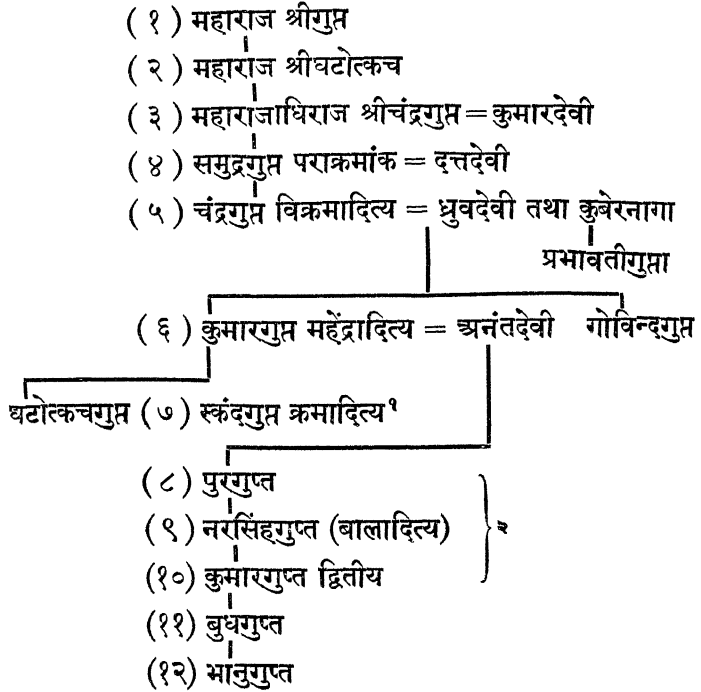 (१) महाराज श्रीगुप्त
(२) महाराज श्रीघटोत्कच
(३) महाराजाधिराज श्रीचंद्रगुप्त = कुमारदेवी
(४) समुद्रगुप्त पराक्रमांक = दत्तदेवी
(५) चंद्रगुप्त विक्रमादित्य = ध्रुवदेवी तथा कुबेरनागा
प्रभावतीगुप्ता
(६) कुमारगुप्त महेंद्रादित्य = अनंतदेवी गोविन्दगुप्त
घटोत्कचगुप्त (७) स्कंदगुप्त क्रमादित्य¹
(८) पुरगुप्त
(९) नरसिंहगुप्त (बालादित्य) } २
(१०) कुमारगुप्त द्वितीय
(११) बुधगुप्त
(१२) भानुगुप्त